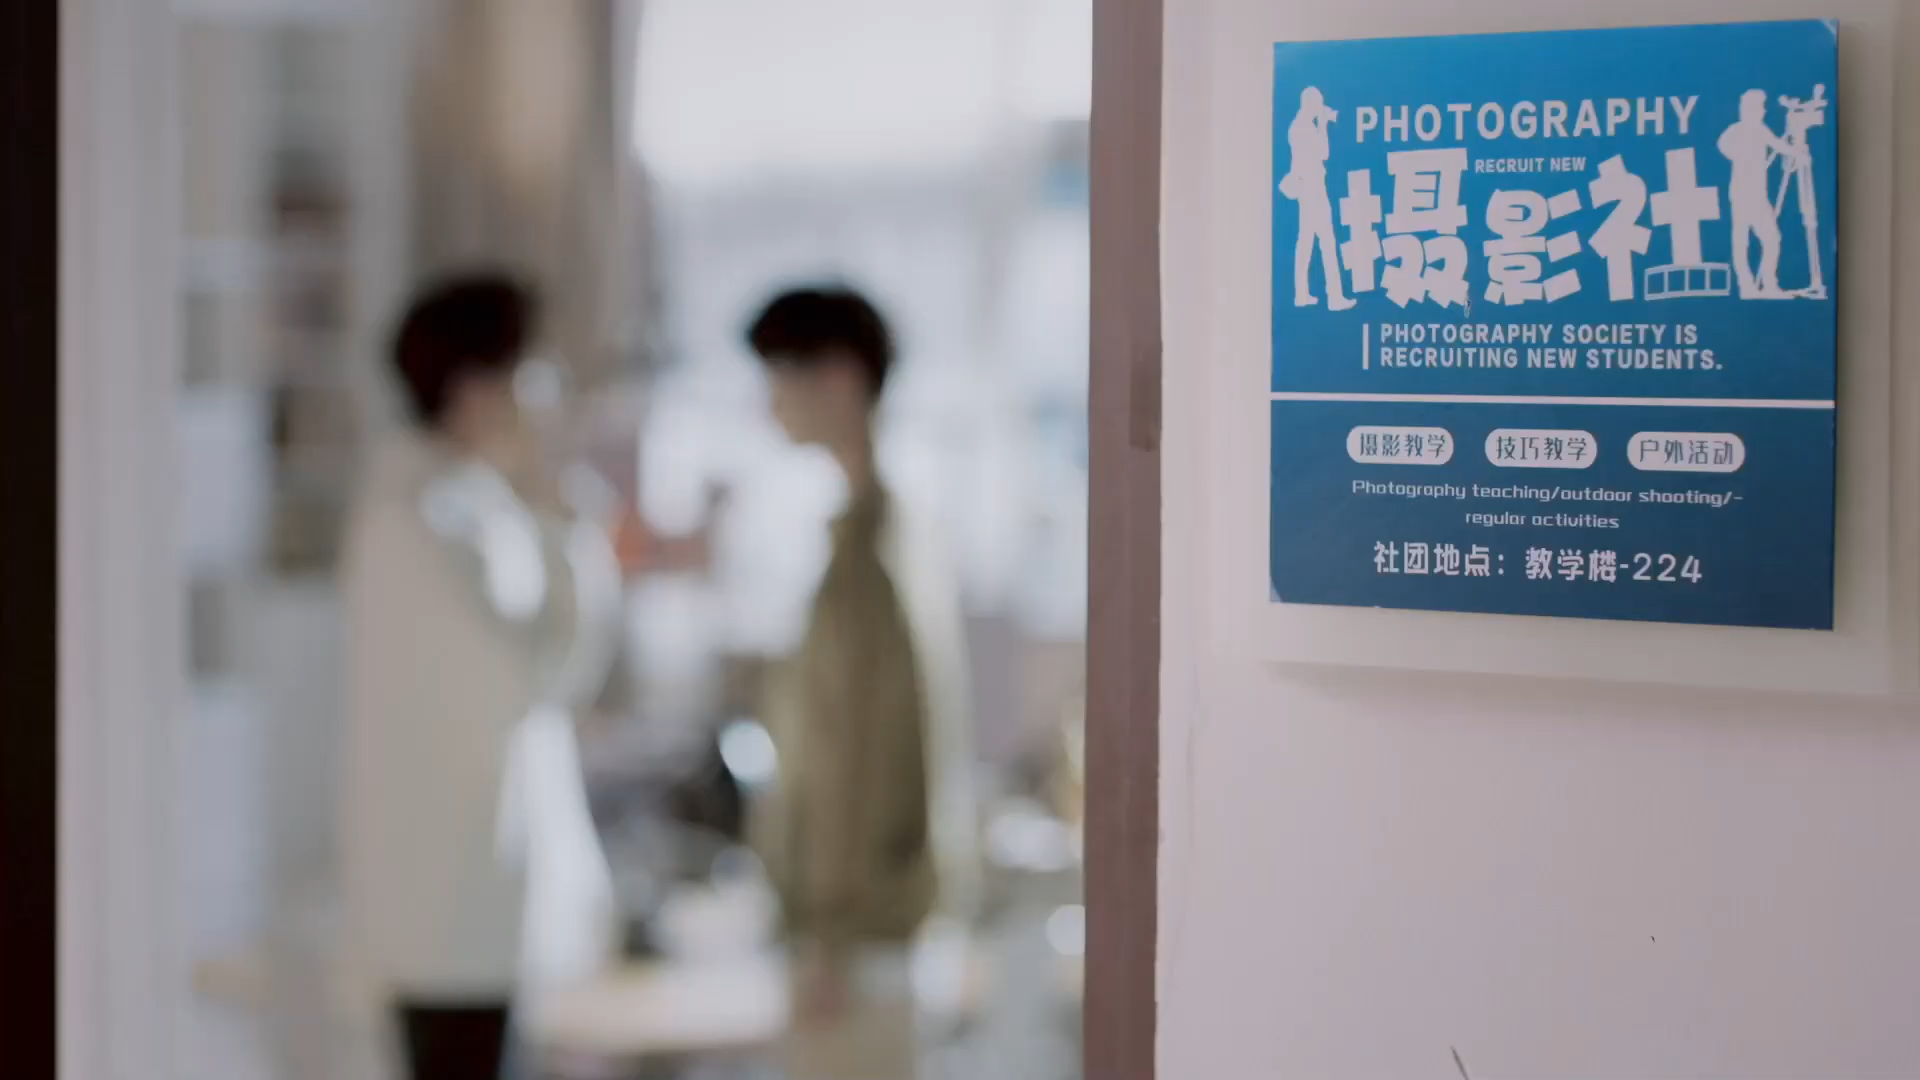 PHOTOGRAPHY
RECRUIT NEW
摄影社
PHOTOGRAPHY SOCIETY IS
RECRUITING NEW STUDENTS.
摄影教学 技巧教学 户外活动
Photography teaching/outdoor shooting/-
regular activities
社团地点：教学楼-224